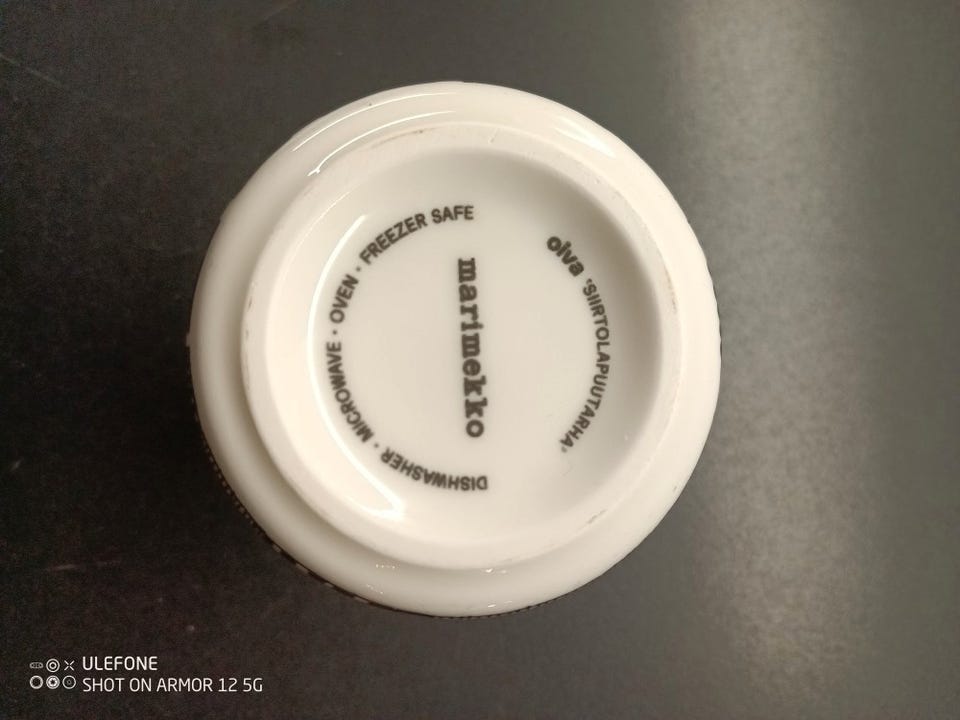 oiva 'SIIRTOLAPUUTARHA'
marimekko
DISHWASHER • MICROWAVE • OVEN • FREEZER SAFE
ULEFONE
SHOT ON ARMOR 12 5G